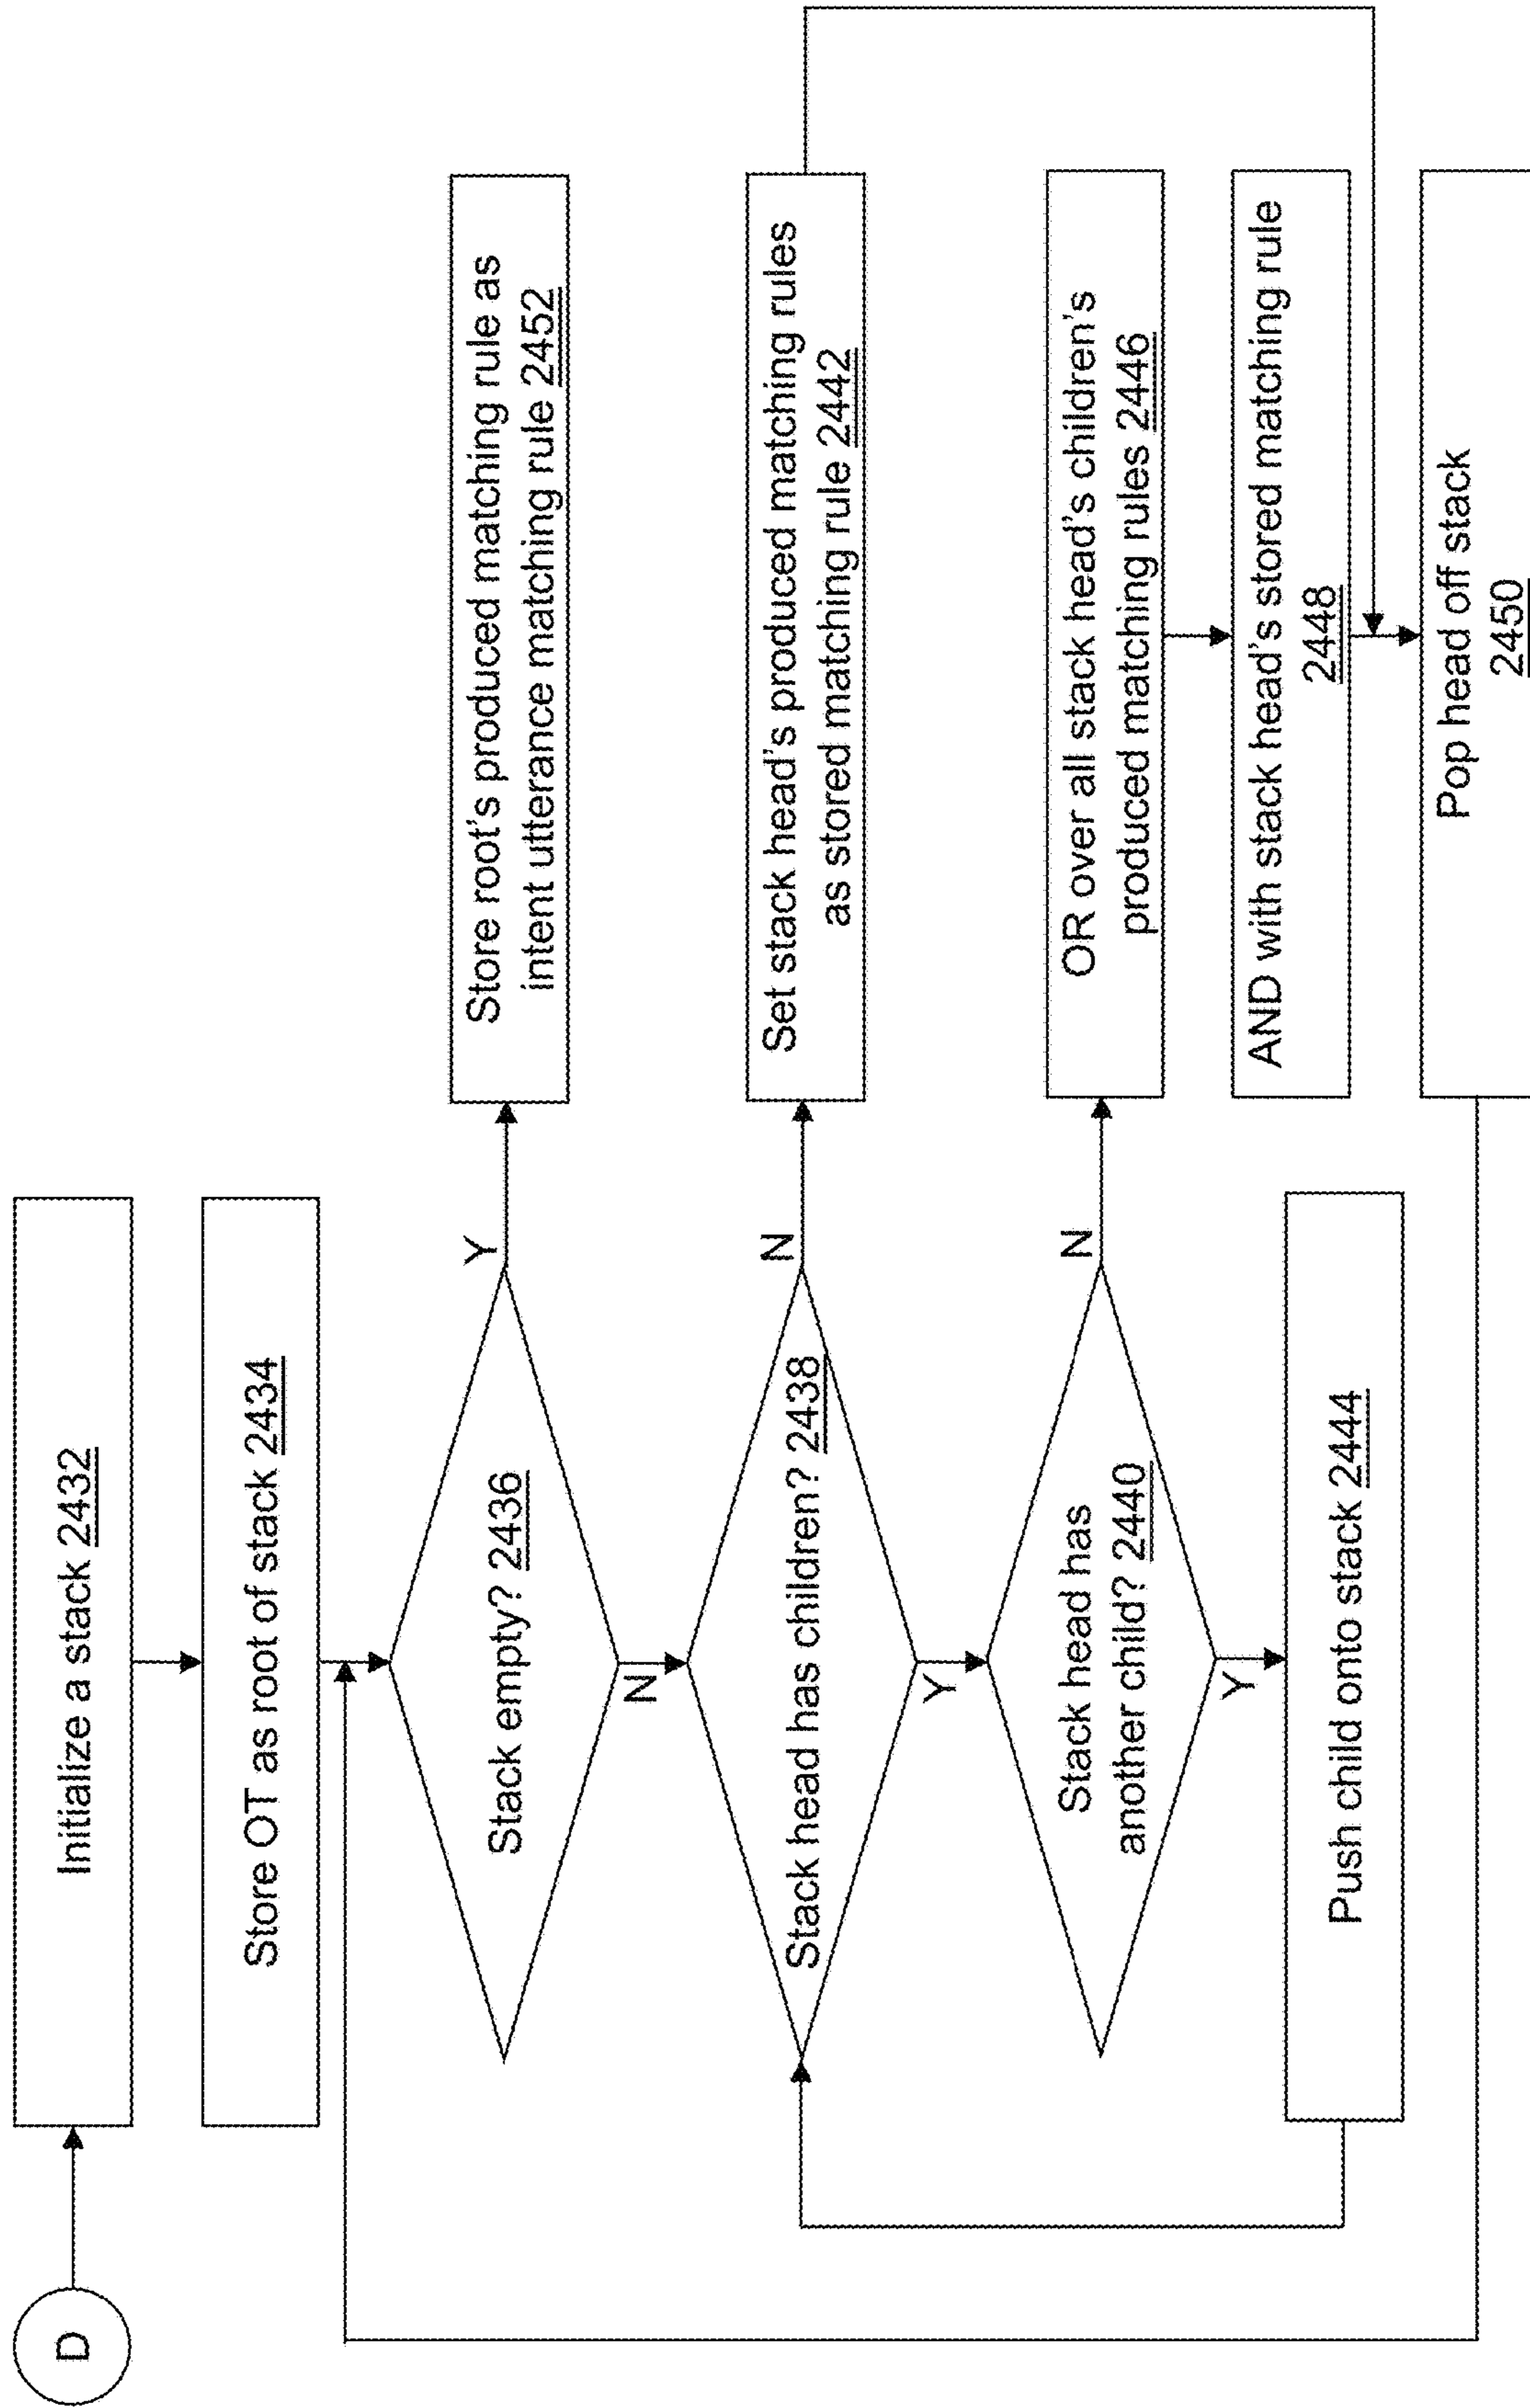 D
Initialize a stack 2432
Store OT as root of stack 2434
Stack empty? 2436
Y
N
Store root's produced matching rule as
intent utterance matching rule 2452
Stack head has children? 2438
N
Y
Set stack head's produced matching rules
as stored matching rule 2442
Stack head has
another child? 2440
N
Y
OR over all stack head's children's
produced matching rules 2446
Push child onto stack 2444
AND with stack head's stored matching rule
2448
Pop head off stack
2450